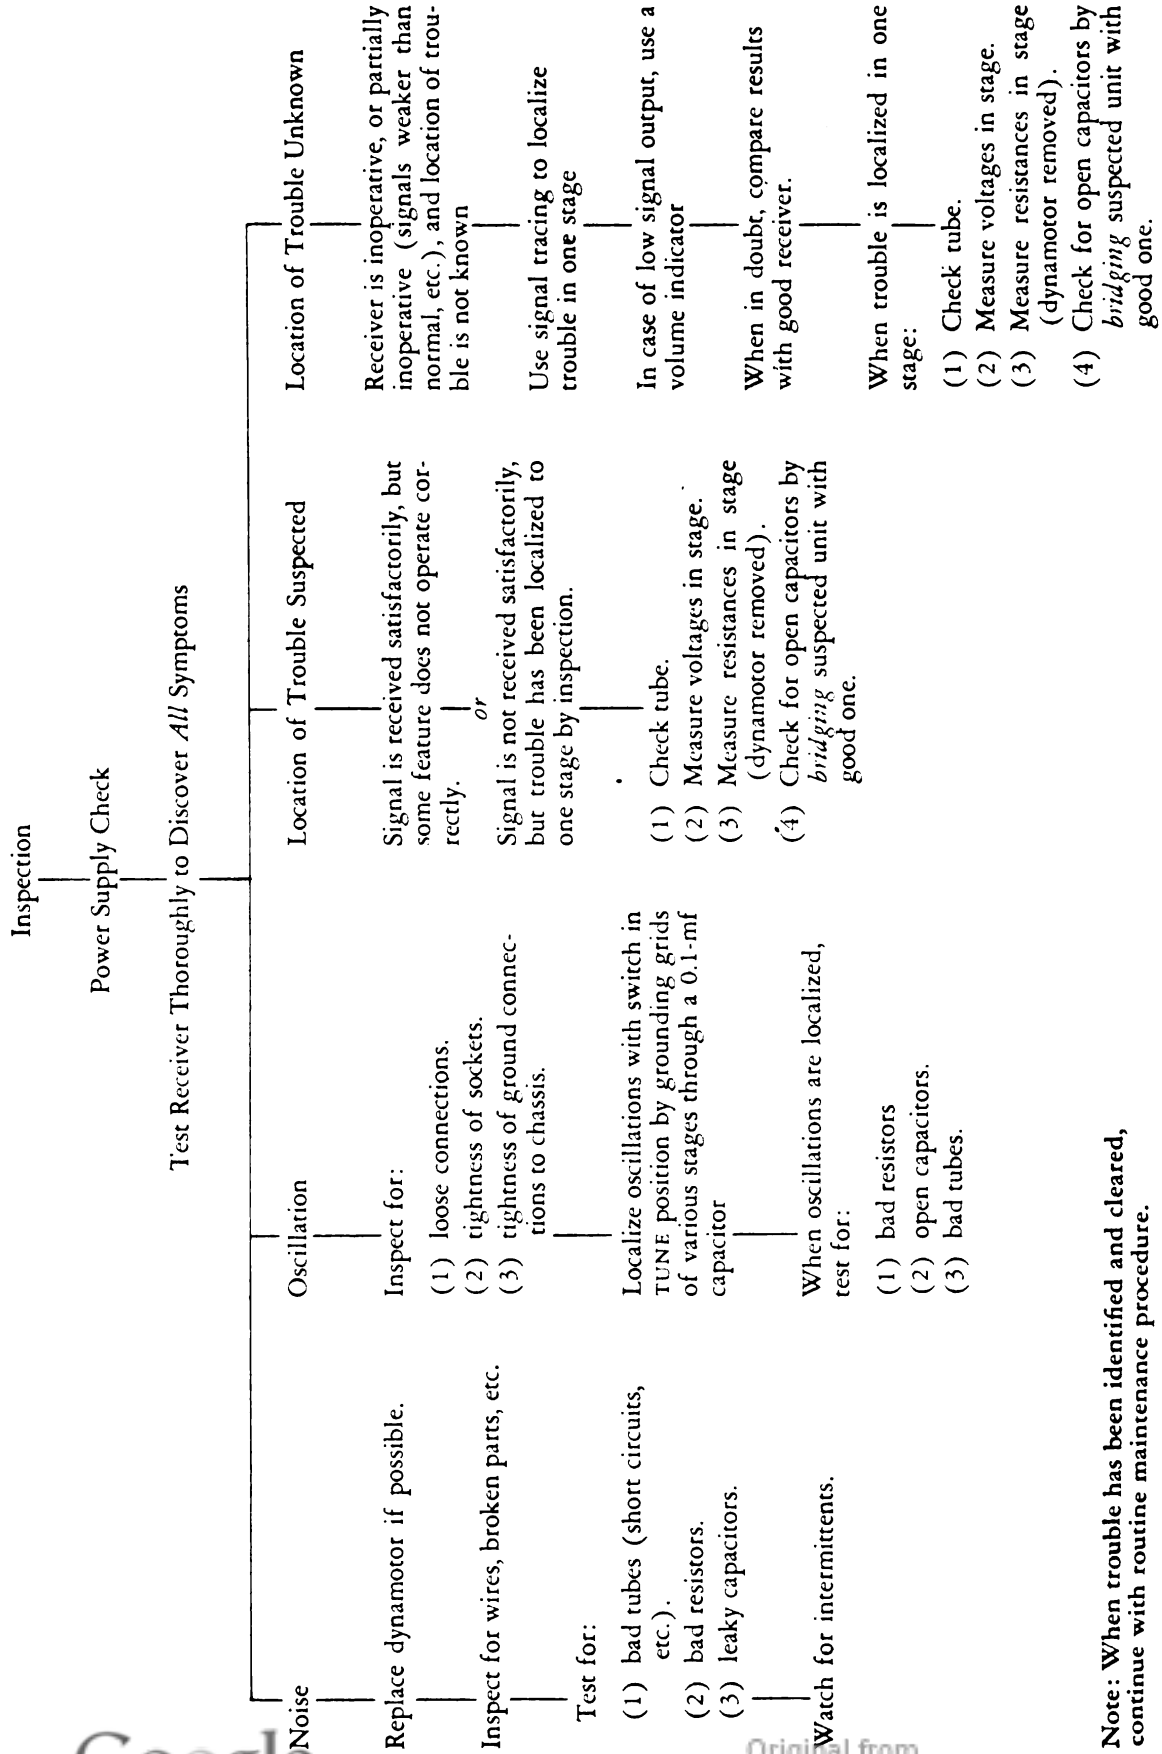 Inspection
Power Supply Check
Test Receiver Thoroughly to Discover All Symptoms
Noise
Replace dynamotor if possible.
Inspect for wires, broken parts, etc.
Test for:
(1) bad tubes (short circuits,
etc.).
(2) bad resistors.
(3) leaky capacitors.
Watch for intermittents.
Oscillation
Inspect for:
(1) loose connections.
(2) tightness of sockets.
(3) tightness of ground connec-
tions to chassis.
Localize oscillations with switch in
TUNE position by grounding grids
of various stages through a 0.1-mf
capacitor
When oscillations are localized,
test for:
(1) bad resistors
(2) open capacitors.
(3) bad tubes.
Location of Trouble Suspected
Signal is received satisfactorily, but
some feature does not operate cor-
rectly.
or
Signal is not received satisfactorily,
but trouble has been localized to
one stage by inspection.
(1) Check tube.
(2) Measure voltages in stage.
(3) Measure resistances in stage
(dynamotor removed).
(4) Check for open capacitors by
bridging suspected unit with
good one.
Location of Trouble Unknown
Receiver is inoperative, or partially
inoperative (signals weaker than
normal, etc.), and location of trou-
ble is not known
Use signal tracing to localize
trouble in one stage
In case of low signal output, use a
volume indicator
When in doubt, compare results
with good receiver.
When trouble is localized in one
stage:
(1) Check tube.
(2) Measure voltages in stage.
(3) Measure resistances in stage
(dynamotor removed).
(4) Check for open capacitors by
bridging suspected unit with
good one.
Note: When trouble has been identified and cleared,
continue with routine maintenance procedure.
Original from